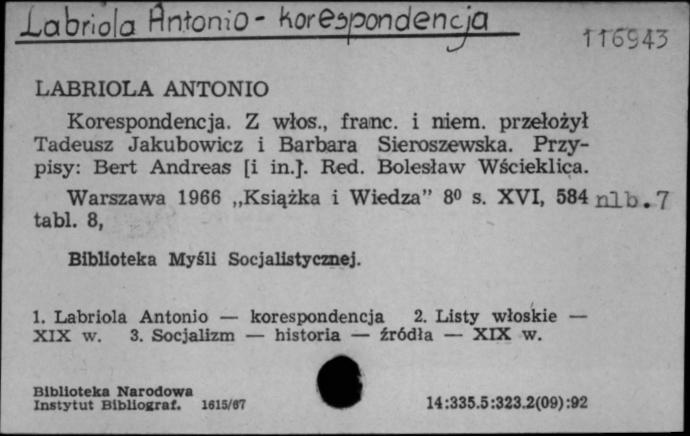 Labriola Antonio - korespondencja
116943
LABRIOLA ANTONIO
Korespondencja. Z włos., franc. i niem. przełożył
Tadeusz Jakubowicz i Barbara Sieroszewska. Przy-
pisy: Bert Andreas [i in.]. Red. Bolesław Wścieklica.
Warszawa 1966 „Książka i Wiedza” 8⁰ s. XVI, 584 nlb. 7
tabl. 8,
Biblioteka Myśli Socjalistycznej.
1. Labriola Antonio — korespondencja 2. Listy włoskie —
XIX w. 3. Socjalizm — historia — źródła — XIX w.
Biblioteka Narodowa
Instytut Bibliograf. 1615/67
14:335.5:323.2(09):92